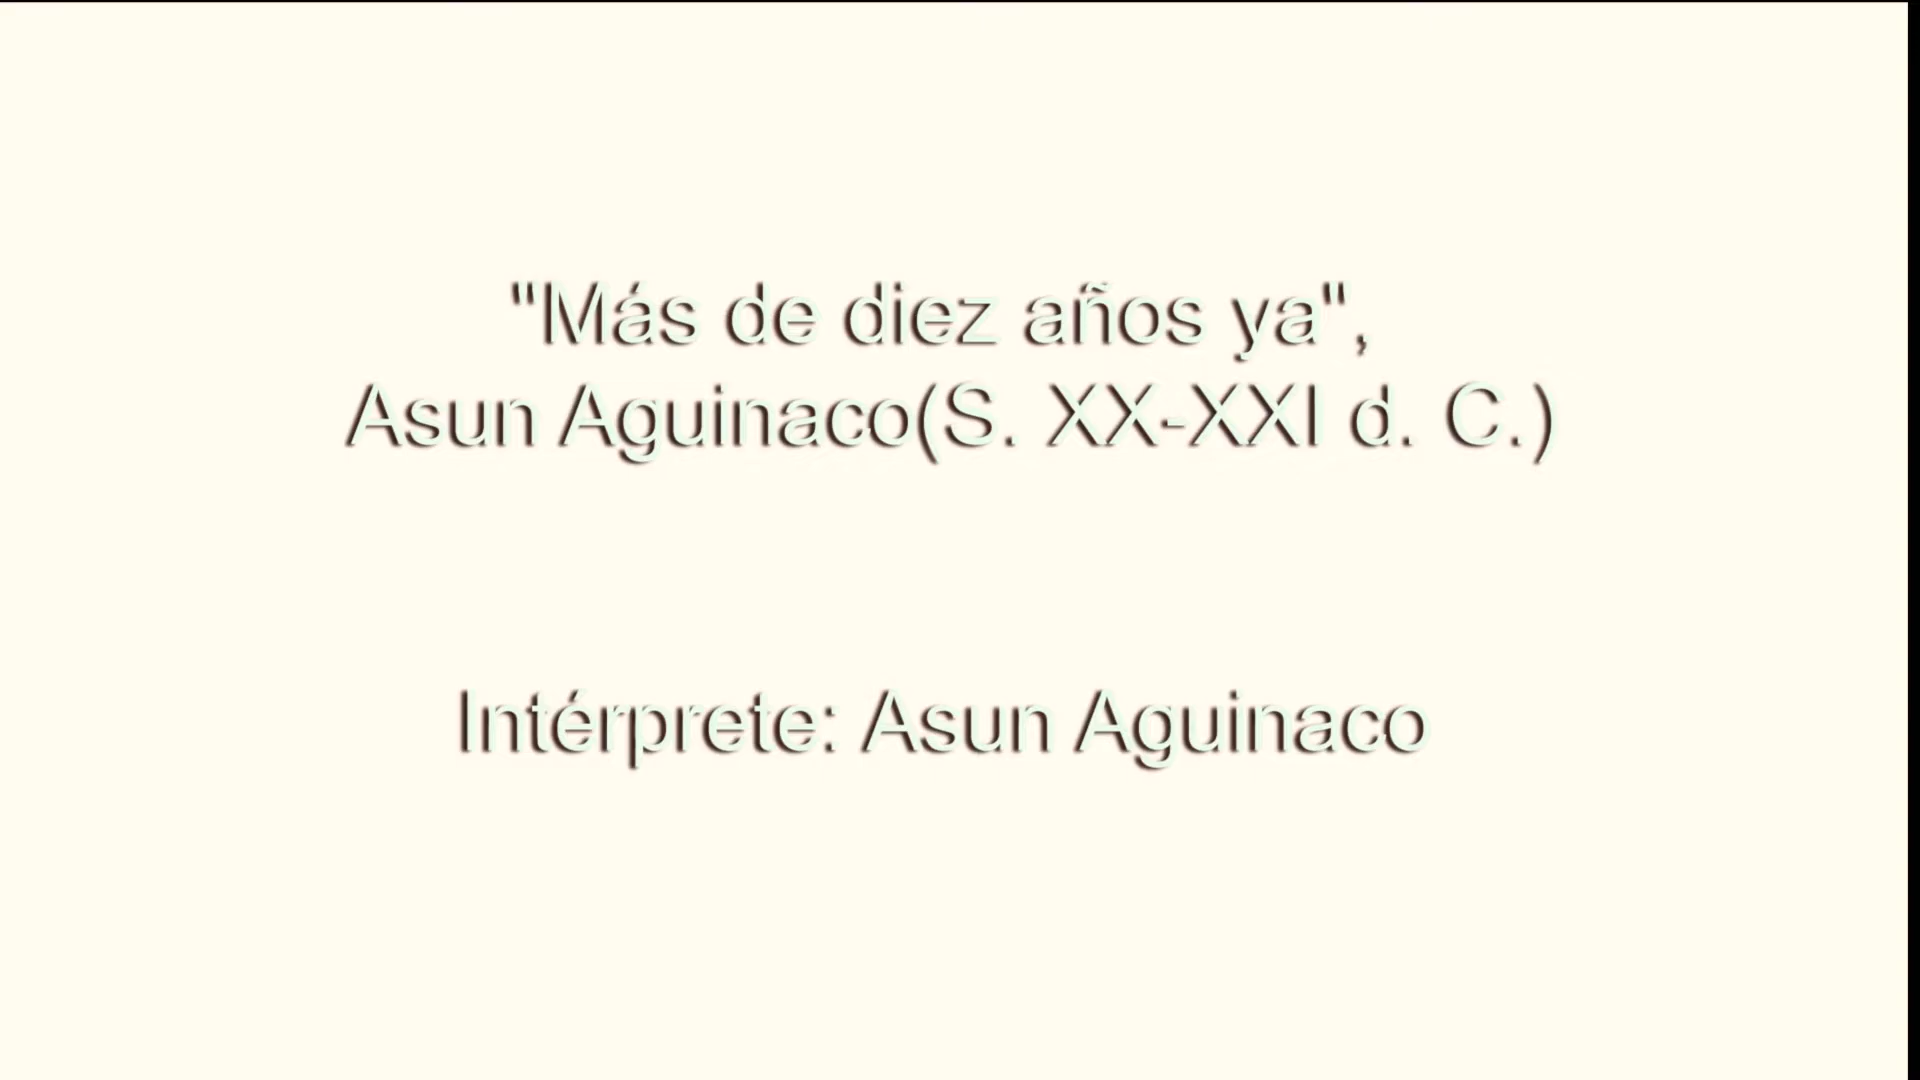 "Más de diez años ya",
Asun Aguinaco(S. XX-XXI d. C.)
Intérprete: Asun Aguinaco